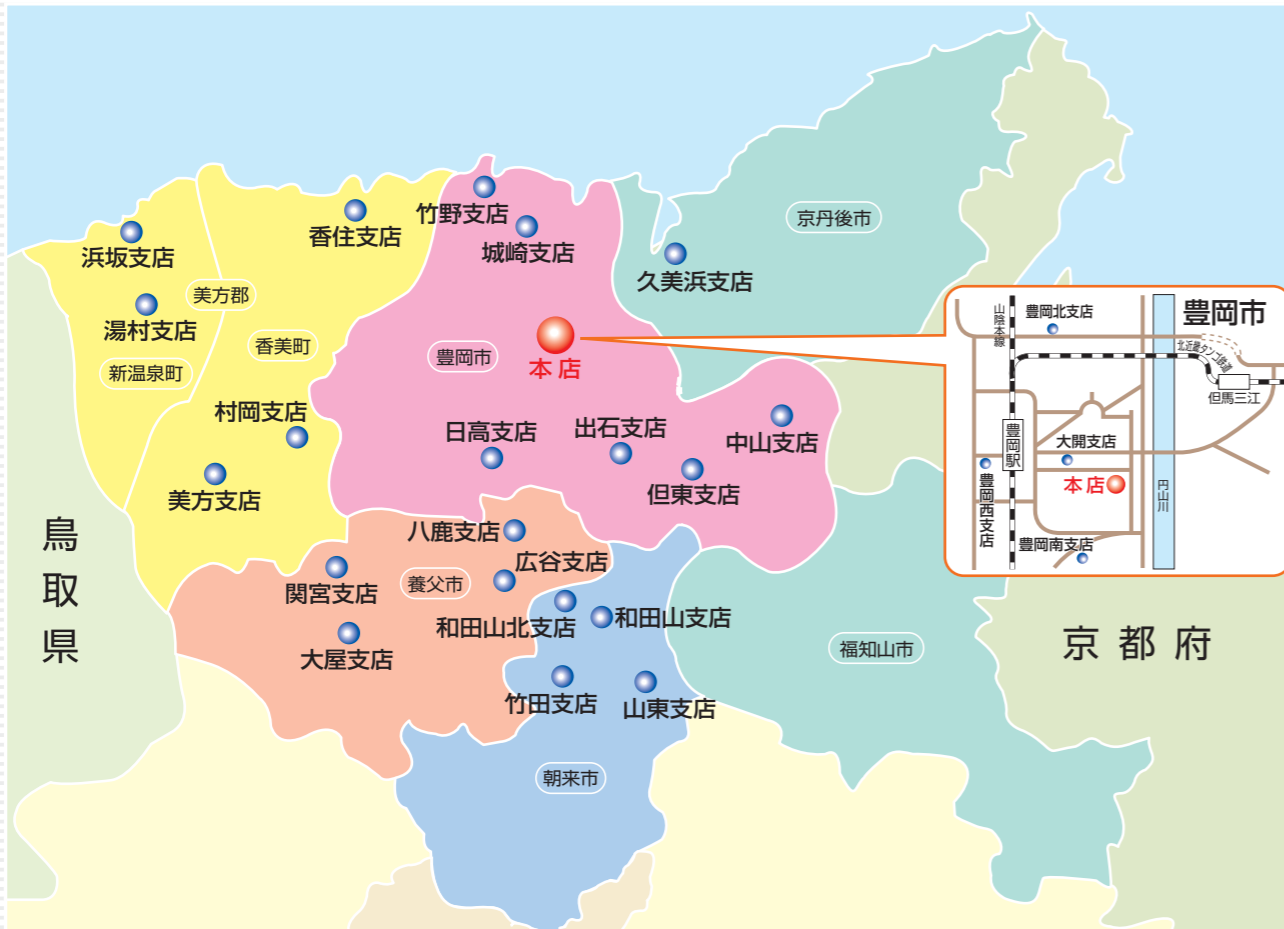 竹野支店
香住支店
城崎支店
京丹後市
浜坂支店
久美浜支店
美方郡
湯村支店
香美町
新温泉町
豊岡市
本店
村岡支店
日高支店
出石支店
中山支店
美方支店
但東支店
鳥取県
八鹿支店
広谷支店
関宮支店
養父市
和田山北支店
和田山支店
大屋支店
福知山市
京都府
竹田支店
山東支店
朝来市
豊岡市
山陰本線
豊岡北支店
北近畿タンゴ鉄道
但馬三江
豊岡駅
大開支店
本店
円山川
豊岡西支店
豊岡南支店